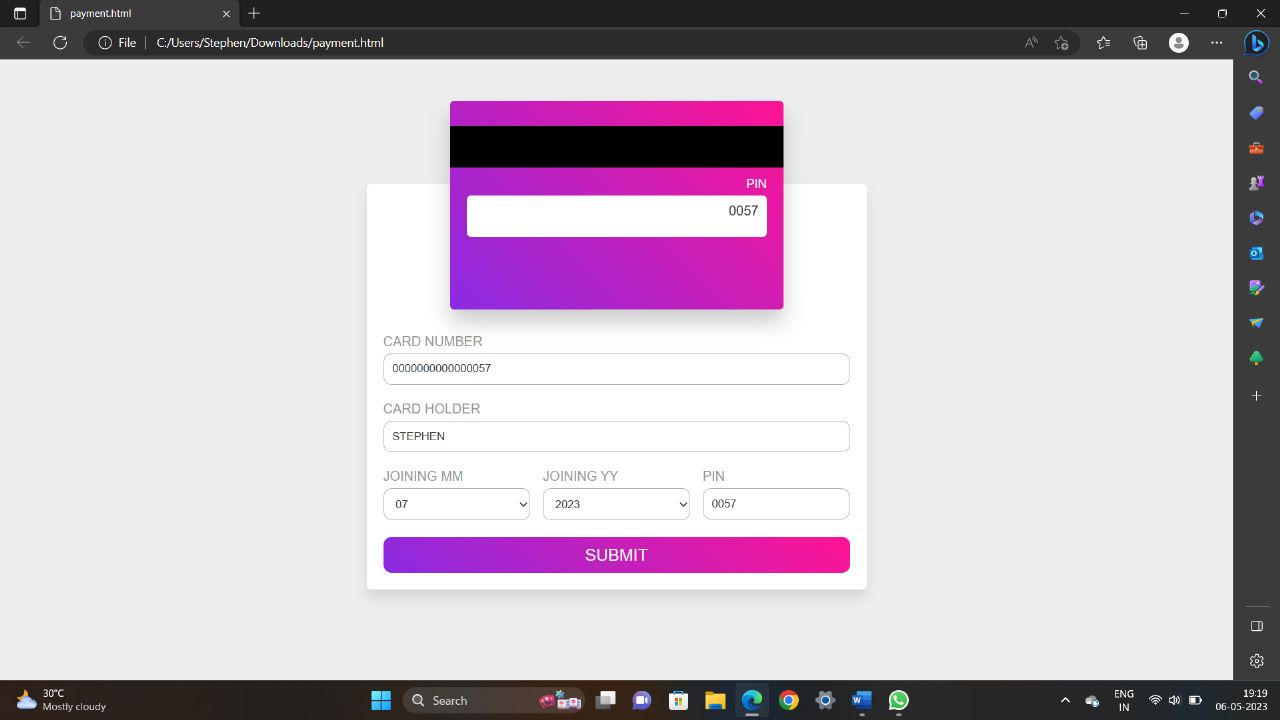 payment.html
File C:/Users/Stephen/Downloads/payment.html
PIN
0057
CARD NUMBER
0000000000000057
CARD HOLDER
STEPHEN
JOINING MM JOINING YY PIN
07 2023 0057
SUBMIT
30°C
Mostly cloudy
Search
ENG
IN
19:19
06-05-2023